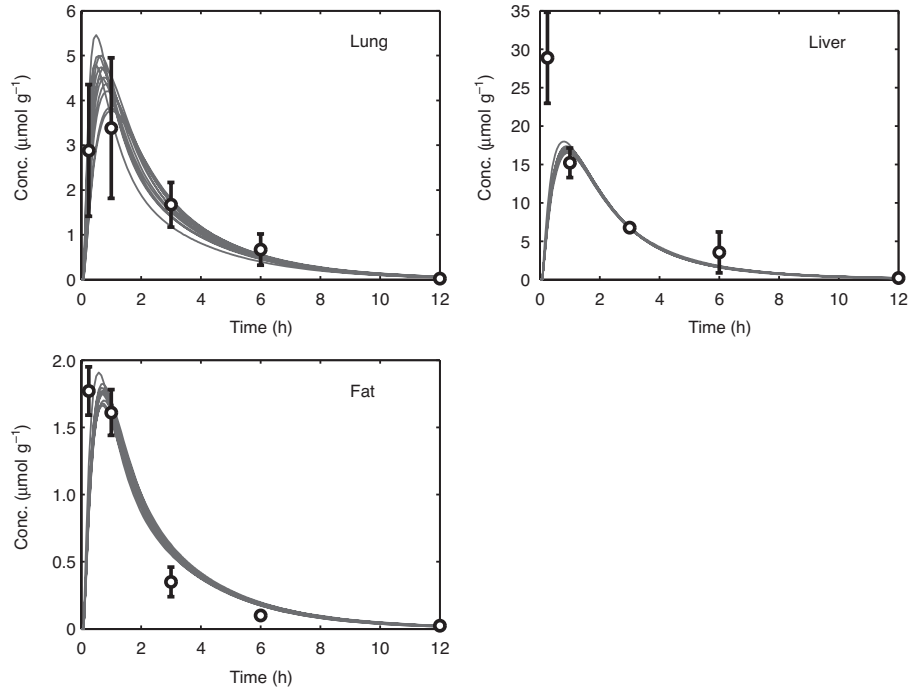 Lung
Conc. (μmol g⁻¹)
6
5
4
3
2
1
0
0 2 4 6 8 10 12
Time (h)
Liver
Conc. (μmol g⁻¹)
35
30
25
20
15
10
5
0
0 2 4 6 8 10 12
Time (h)
Fat
Conc. (μmol g⁻¹)
2.0
1.5
1.0
0.5
0
0 2 4 6 8 10 12
Time (h)